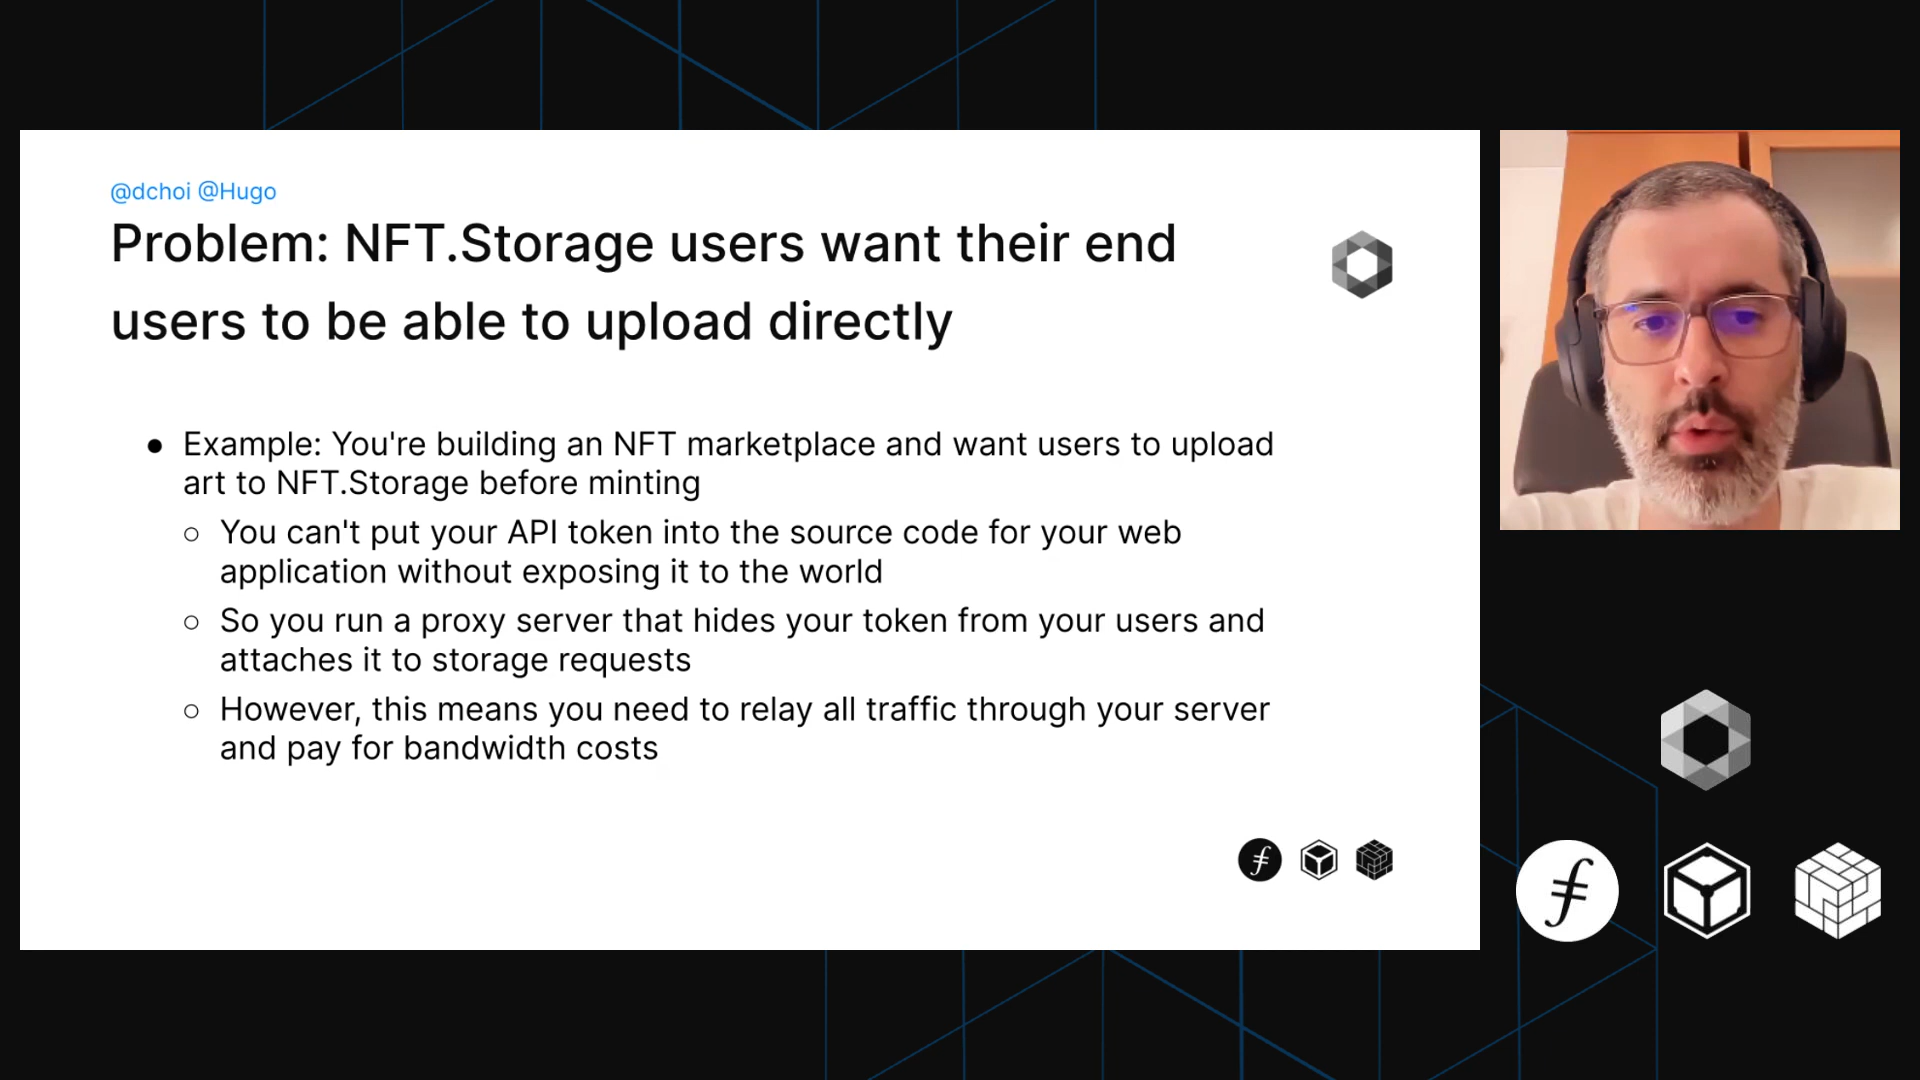 @dchoi @Hugo
Problem: NFT.Storage users want their end
users to be able to upload directly
● Example: You're building an NFT marketplace and want users to upload
art to NFT.Storage before minting
○ You can't put your API token into the source code for your web
application without exposing it to the world
○ So you run a proxy server that hides your token from your users and
attaches it to storage requests
○ However, this means you need to relay all traffic through your server
and pay for bandwidth costs